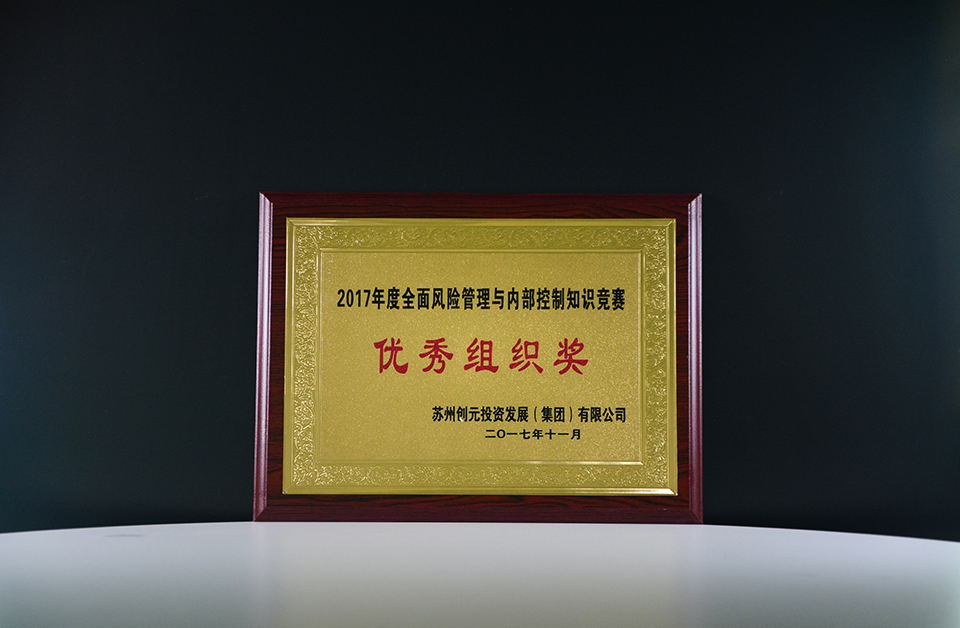 2017年度全面风险管理与内部控制知识竞赛
优秀组织奖
苏州创元投资发展（集团）有限公司
二O一七年十一月